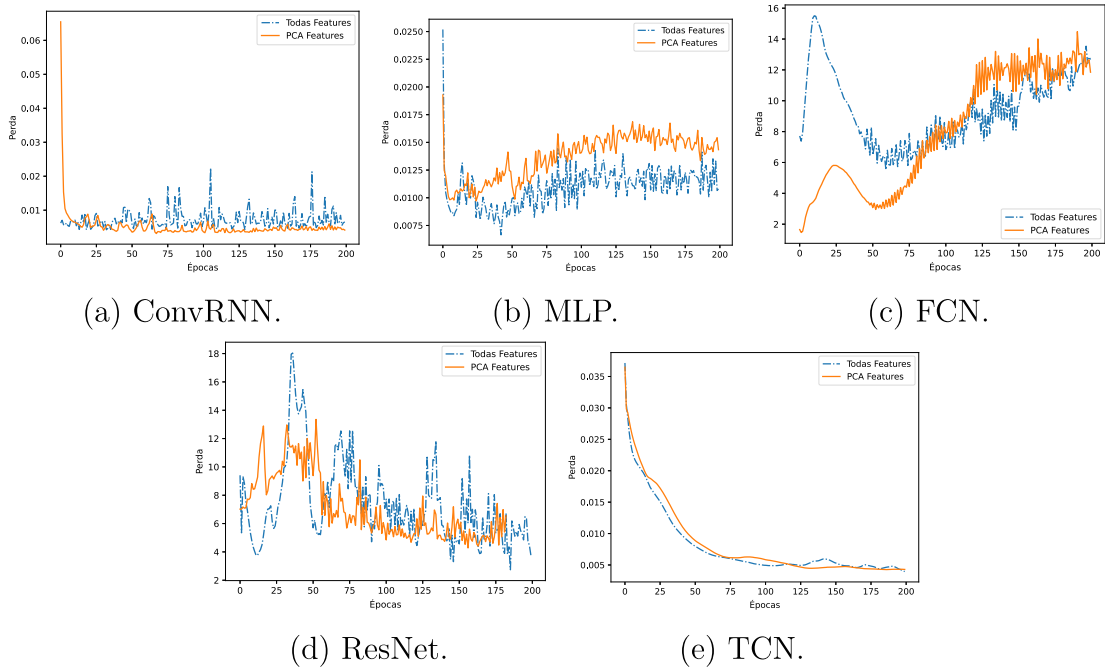 Todas Features
PCA Features
0.06
0.05
0.04
0.03
0.02
0.01
Perda
0 25 50 75 100 125 150 175 200
Épocas
(a) ConvRNN.
Todas Features
PCA Features
0.0250
0.0225
0.0200
0.0175
0.0150
0.0125
0.0100
0.0075
Perda
0 25 50 75 100 125 150 175 200
Épocas
(b) MLP.
16
14
12
10
8
6
4
2
Perda
Todas Features
PCA Features
0 25 50 75 100 125 150 175 200
Épocas
(c) FCN.
Todas Features
PCA Features
18
16
14
12
10
8
6
4
2
Perda
0 25 50 75 100 125 150 175 200
Épocas
(d) ResNet.
Todas Features
PCA Features
0.035
0.030
0.025
0.020
0.015
0.010
0.005
Perda
0 25 50 75 100 125 150 175 200
Épocas
(e) TCN.